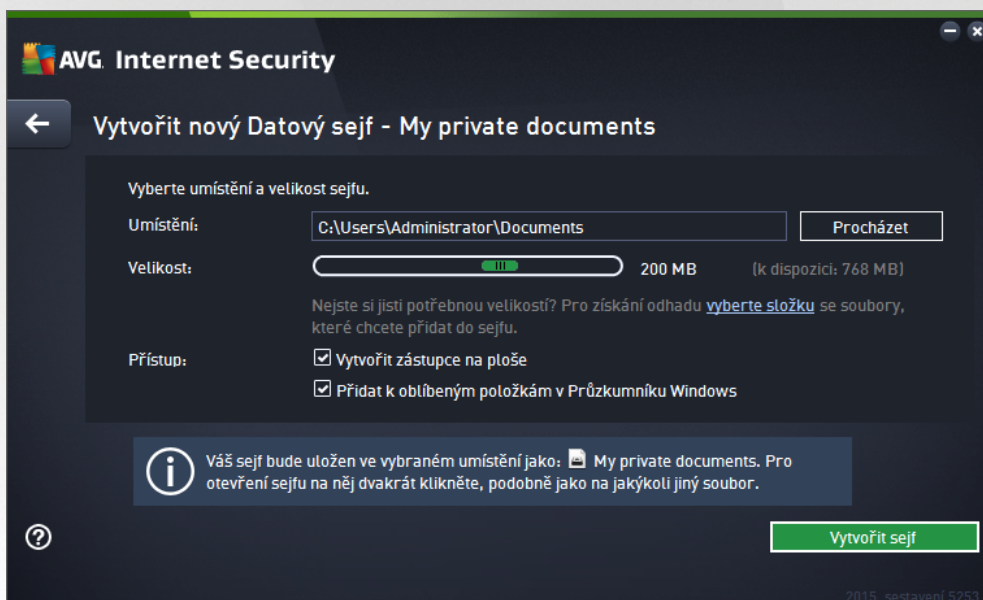 AVG. Internet Security
Vytvořit nový Datový sejf - My private documents
Vyberte umístění a velikost sejfu.
Umístění: C:\Users\Administrator\Documents Procházet
Velikost: 200 MB (k dispozici: 768 MB)
Nejste si jisti potřebnou velikostí? Pro získání odhadu vyberte složku se soubory,
které chcete přidat do sejfu.
Přístup: Vytvořit zástupce na ploše
Přidat k oblíbeným položkám v Průzkumníku Windows
Váš sejf bude uložen ve vybraném umístění jako: My private documents. Pro
otevření sejfu na něj dvakrát klikněte, podobně jako na jakýkoli jiný soubor.
Vytvořit sejf
2015, sestavení 5253